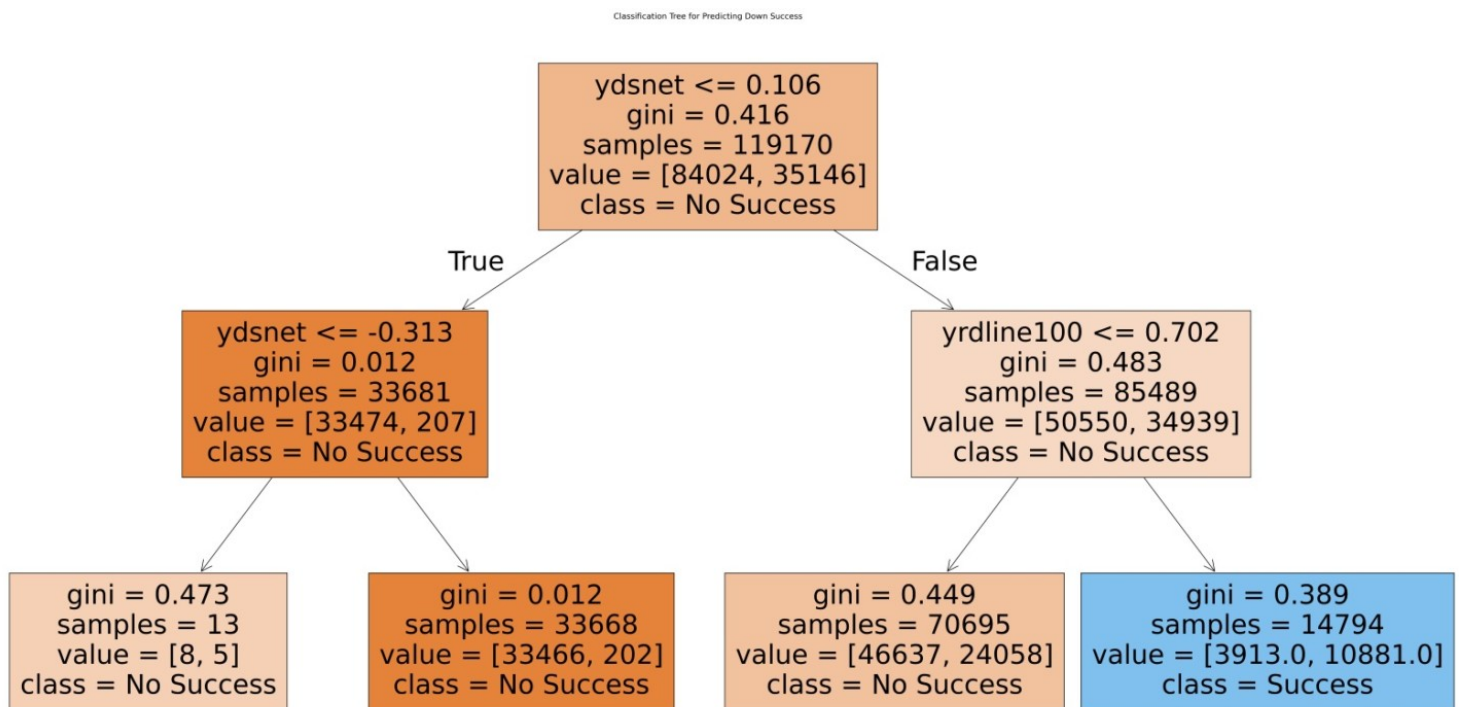 Classification Tree for Predicting Down Success
ydsnet <= 0.106
gini = 0.416
samples = 119170
value = [84024, 35146]
class = No Success
True
False
ydsnet <= -0.313
gini = 0.012
samples = 33681
value = [33474, 207]
class = No Success
yrdline100 <= 0.702
gini = 0.483
samples = 85489
value = [50550, 34939]
class = No Success
gini = 0.473
samples = 13
value = [8, 5]
class = No Success
gini = 0.012
samples = 33668
value = [33466, 202]
class = No Success
gini = 0.449
samples = 70695
value = [46637, 24058]
class = No Success
gini = 0.389
samples = 14794
value = [3913.0, 10881.0]
class = Success